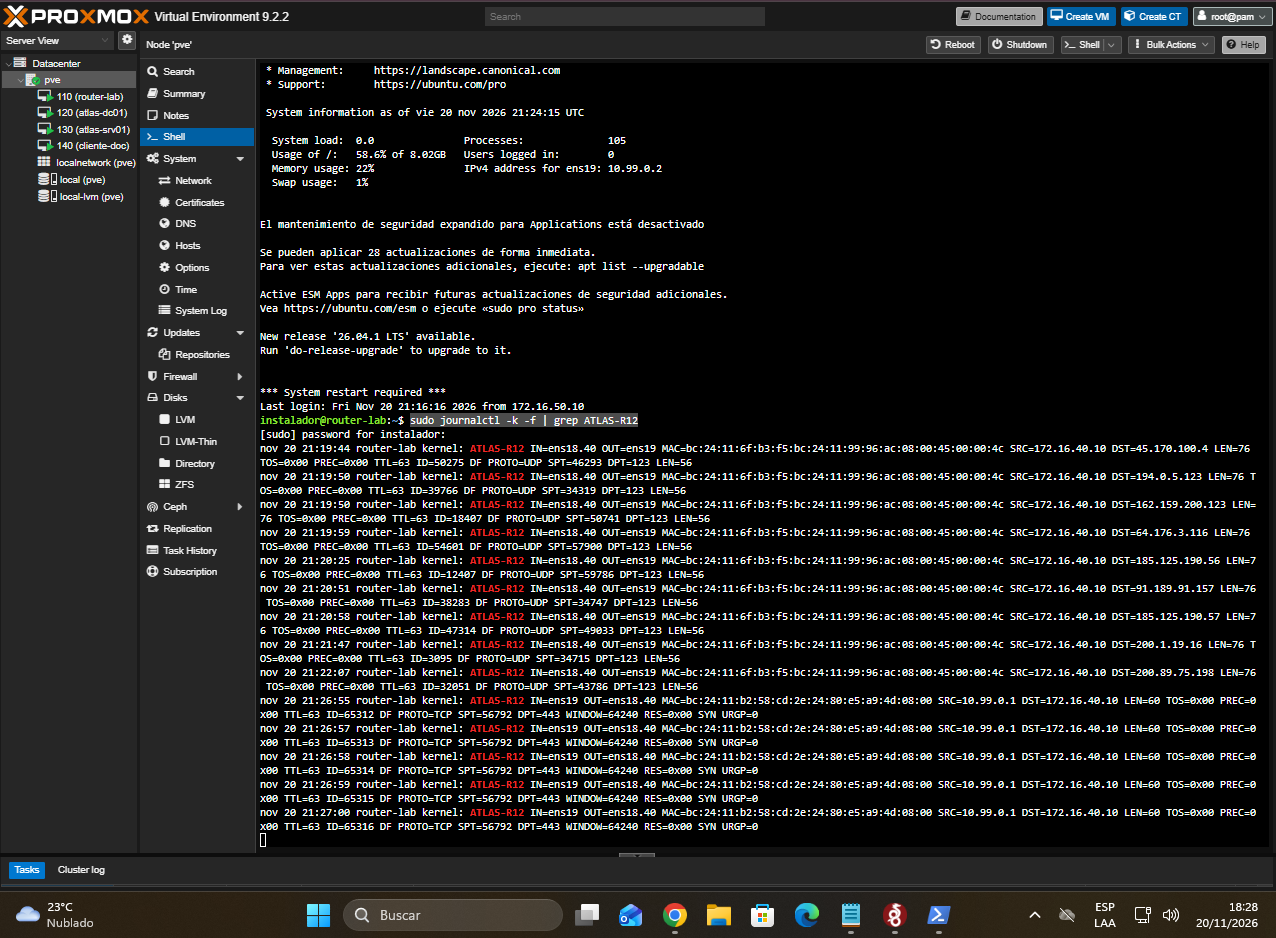 PROXMOX Virtual Environment 9.2.2
Search
Documentation
Create VM
Create CT
root@pam
Server View
Node 'pve'
Reboot
Shutdown
Shell
Bulk Actions
Help
Datacenter
pve
110 (router-lab)
120 (atlas-dc01)
130 (atlas-srv01)
140 (cliente-doc)
localnetwork (pve)
local (pve)
local-lvm (pve)
Search
Summary
Notes
Shell
System
Network
Certificates
DNS
Hosts
Options
Time
System Log
Updates
Repositories
Firewall
Disks
LVM
LVM-Thin
Directory
ZFS
Ceph
Replication
Task History
Subscription
* Management:     https://landscape.canonical.com
* Support:        https://ubuntu.com/pro
System information as of vie 20 nov 2026 21:24:15 UTC
System load:  0.0               Processes:              105
Usage of /:   58.6% of 8.02GB   Users logged in:        0
Memory usage: 22%               IPv4 address for ens19: 10.99.0.2
Swap usage:   1%
El mantenimiento de seguridad expandido para Applications está desactivado
Se pueden aplicar 28 actualizaciones de forma inmediata.
Para ver estas actualizaciones adicionales, ejecute: apt list --upgradable
Active ESM Apps para recibir futuras actualizaciones de seguridad adicionales.
Vea https://ubuntu.com/esm o ejecute «sudo pro status»
New release '26.04.1 LTS' available.
Run 'do-release-upgrade' to upgrade to it.
*** System restart required ***
Last login: Fri Nov 20 21:16:16 2026 from 172.16.50.10
instalador@router-lab:~$ sudo journalctl -k -f | grep ATLAS-R12
[sudo] password for instalador:
nov 20 21:19:44 router-lab kernel: ATLAS-R12 IN=ens18.40 OUT=ens19 MAC=bc:24:11:6f:b3:f5:bc:24:11:99:96:ac:08:00:45:00:00:4c SRC=172.16.40.10 DST=45.170.100.4 LEN=76
TOS=0x00 PREC=0x00 TTL=63 ID=50275 DF PROTO=UDP SPT=46293 DPT=123 LEN=56
nov 20 21:19:50 router-lab kernel: ATLAS-R12 IN=ens18.40 OUT=ens19 MAC=bc:24:11:6f:b3:f5:bc:24:11:99:96:ac:08:00:45:00:00:4c SRC=172.16.40.10 DST=194.0.5.123 LEN=76 T
OS=0x00 PREC=0x00 TTL=63 ID=39766 DF PROTO=UDP SPT=34319 DPT=123 LEN=56
nov 20 21:19:50 router-lab kernel: ATLAS-R12 IN=ens18.40 OUT=ens19 MAC=bc:24:11:6f:b3:f5:bc:24:11:99:96:ac:08:00:45:00:00:4c SRC=172.16.40.10 DST=162.159.200.123 LEN=
76 TOS=0x00 PREC=0x00 TTL=63 ID=18407 DF PROTO=UDP SPT=50741 DPT=123 LEN=56
nov 20 21:19:59 router-lab kernel: ATLAS-R12 IN=ens18.40 OUT=ens19 MAC=bc:24:11:6f:b3:f5:bc:24:11:99:96:ac:08:00:45:00:00:4c SRC=172.16.40.10 DST=64.176.3.116 LEN=76
TOS=0x00 PREC=0x00 TTL=63 ID=54601 DF PROTO=UDP SPT=57900 DPT=123 LEN=56
nov 20 21:20:25 router-lab kernel: ATLAS-R12 IN=ens18.40 OUT=ens19 MAC=bc:24:11:6f:b3:f5:bc:24:11:99:96:ac:08:00:45:00:00:4c SRC=172.16.40.10 DST=185.125.190.56 LEN=7
6 TOS=0x00 PREC=0x00 TTL=63 ID=12407 DF PROTO=UDP SPT=59786 DPT=123 LEN=56
nov 20 21:20:51 router-lab kernel: ATLAS-R12 IN=ens18.40 OUT=ens19 MAC=bc:24:11:6f:b3:f5:bc:24:11:99:96:ac:08:00:45:00:00:4c SRC=172.16.40.10 DST=91.189.91.157 LEN=76
TOS=0x00 PREC=0x00 TTL=63 ID=38283 DF PROTO=UDP SPT=34747 DPT=123 LEN=56
nov 20 21:20:58 router-lab kernel: ATLAS-R12 IN=ens18.40 OUT=ens19 MAC=bc:24:11:6f:b3:f5:bc:24:11:99:96:ac:08:00:45:00:00:4c SRC=172.16.40.10 DST=185.125.190.57 LEN=7
6 TOS=0x00 PREC=0x00 TTL=63 ID=47314 DF PROTO=UDP SPT=49033 DPT=123 LEN=56
nov 20 21:21:47 router-lab kernel: ATLAS-R12 IN=ens18.40 OUT=ens19 MAC=bc:24:11:6f:b3:f5:bc:24:11:99:96:ac:08:00:45:00:00:4c SRC=172.16.40.10 DST=200.1.19.16 LEN=76 T
OS=0x00 PREC=0x00 TTL=63 ID=3095 DF PROTO=UDP SPT=34715 DPT=123 LEN=56
nov 20 21:22:07 router-lab kernel: ATLAS-R12 IN=ens18.40 OUT=ens19 MAC=bc:24:11:6f:b3:f5:bc:24:11:99:96:ac:08:00:45:00:00:4c SRC=172.16.40.10 DST=200.89.75.198 LEN=76
TOS=0x00 PREC=0x00 TTL=63 ID=32051 DF PROTO=UDP SPT=43786 DPT=123 LEN=56
nov 20 21:26:55 router-lab kernel: ATLAS-R12 IN=ens19 OUT=ens18.40 MAC=bc:24:11:b2:58:cd:2e:24:80:e5:a9:4d:08:00 SRC=10.99.0.1 DST=172.16.40.10 LEN=60 TOS=0x00 PREC=0
x00 TTL=63 ID=65312 DF PROTO=TCP SPT=56792 DPT=443 WINDOW=64240 RES=0x00 SYN URGP=0
nov 20 21:26:57 router-lab kernel: ATLAS-R12 IN=ens19 OUT=ens18.40 MAC=bc:24:11:b2:58:cd:2e:24:80:e5:a9:4d:08:00 SRC=10.99.0.1 DST=172.16.40.10 LEN=60 TOS=0x00 PREC=0
x00 TTL=63 ID=65313 DF PROTO=TCP SPT=56792 DPT=443 WINDOW=64240 RES=0x00 SYN URGP=0
nov 20 21:26:58 router-lab kernel: ATLAS-R12 IN=ens19 OUT=ens18.40 MAC=bc:24:11:b2:58:cd:2e:24:80:e5:a9:4d:08:00 SRC=10.99.0.1 DST=172.16.40.10 LEN=60 TOS=0x00 PREC=0
x00 TTL=63 ID=65314 DF PROTO=TCP SPT=56792 DPT=443 WINDOW=64240 RES=0x00 SYN URGP=0
nov 20 21:26:59 router-lab kernel: ATLAS-R12 IN=ens19 OUT=ens18.40 MAC=bc:24:11:b2:58:cd:2e:24:80:e5:a9:4d:08:00 SRC=10.99.0.1 DST=172.16.40.10 LEN=60 TOS=0x00 PREC=0
x00 TTL=63 ID=65315 DF PROTO=TCP SPT=56792 DPT=443 WINDOW=64240 RES=0x00 SYN URGP=0
nov 20 21:27:00 router-lab kernel: ATLAS-R12 IN=ens19 OUT=ens18.40 MAC=bc:24:11:b2:58:cd:2e:24:80:e5:a9:4d:08:00 SRC=10.99.0.1 DST=172.16.40.10 LEN=60 TOS=0x00 PREC=0
x00 TTL=63 ID=65316 DF PROTO=TCP SPT=56792 DPT=443 WINDOW=64240 RES=0x00 SYN URGP=0
Tasks
Cluster log
23°C
Nublado
Buscar
ESP
LAA
18:28
20/11/2026